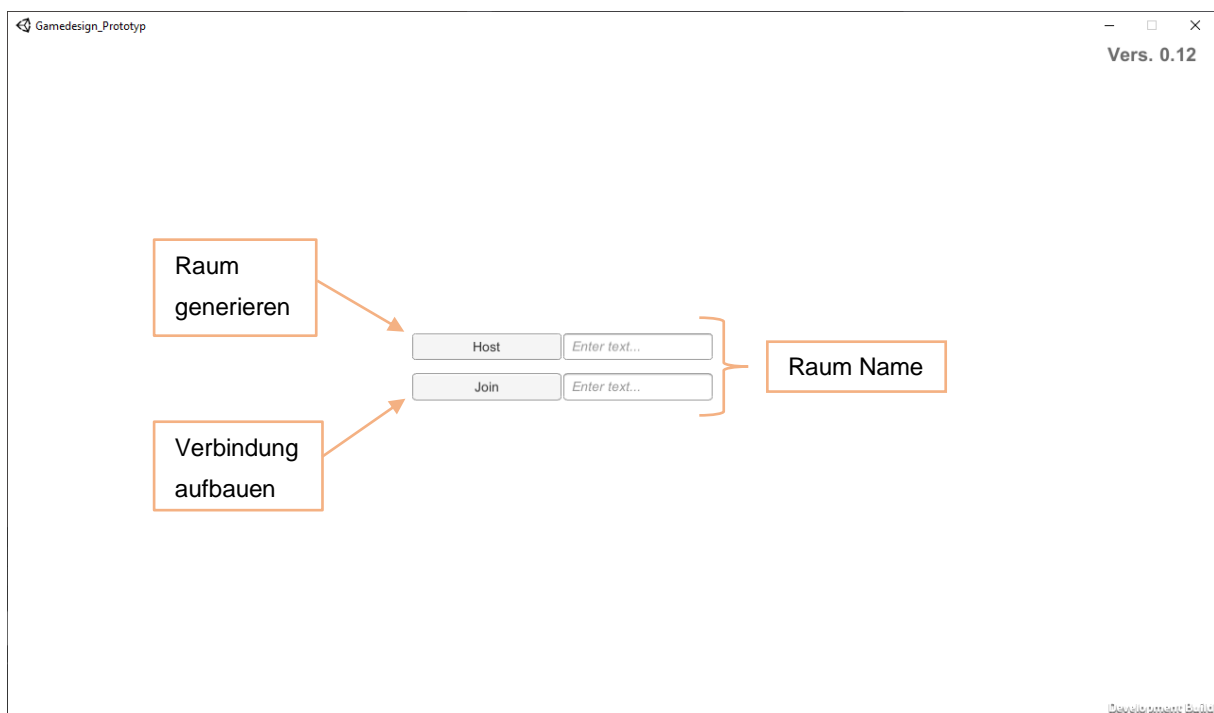 Gamedesign_Prototyp
Vers. 0.12
Raum
generieren
Host
Enter text...
Join
Enter text...
Raum Name
Verbindung
aufbauen
Development Build